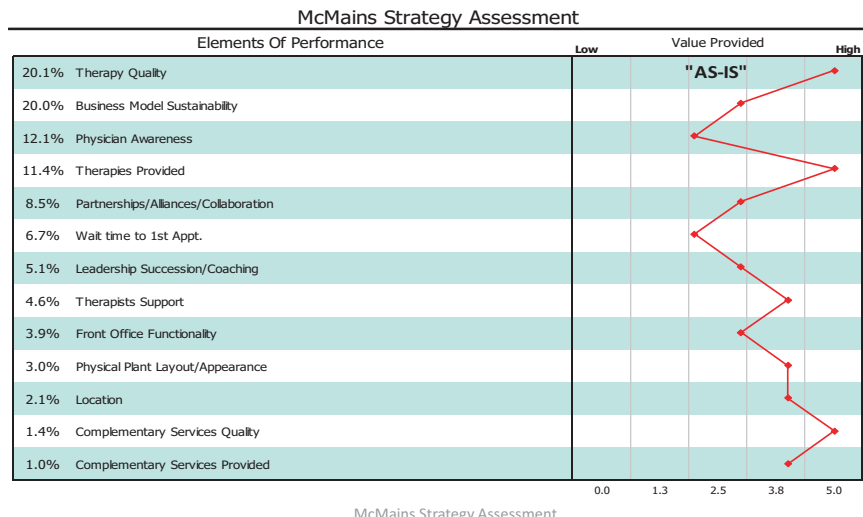 McMains Strategy Assessment
Elements Of Performance Low Value Provided High
20.1% Therapy Quality "AS-IS"
20.0% Business Model Sustainability
12.1% Physician Awareness
11.4% Therapies Provided
8.5% Partnerships/Alliances/Collaboration
6.7% Wait time to 1st Appt.
5.1% Leadership Succession/Coaching
4.6% Therapists Support
3.9% Front Office Functionality
3.0% Physical Plant Layout/Appearance
2.1% Location
1.4% Complementary Services Quality
1.0% Complementary Services Provided
0.0 1.3 2.5 3.8 5.0
McMains Strategy Assessment